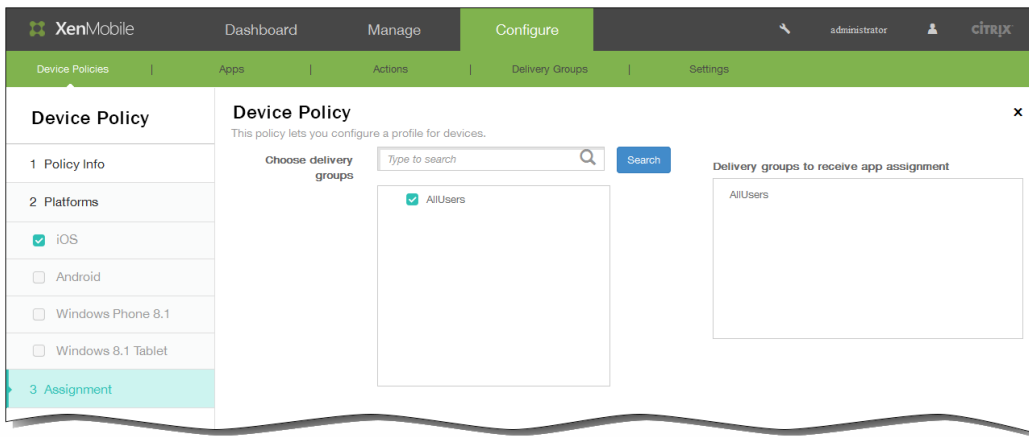 XenMobile Dashboard Manage Configure administrator CITRIX
Device Policies | Apps | Actions | Delivery Groups | Settings
Device Policy
1 Policy Info
2 Platforms
iOS
Android
Windows Phone 8.1
Windows 8.1 Tablet
3 Assignment
Device Policy x
This policy lets you configure a profile for devices.
Choose delivery
groups
Type to search
Search
AllUsers
Delivery groups to receive app assignment
AllUsers